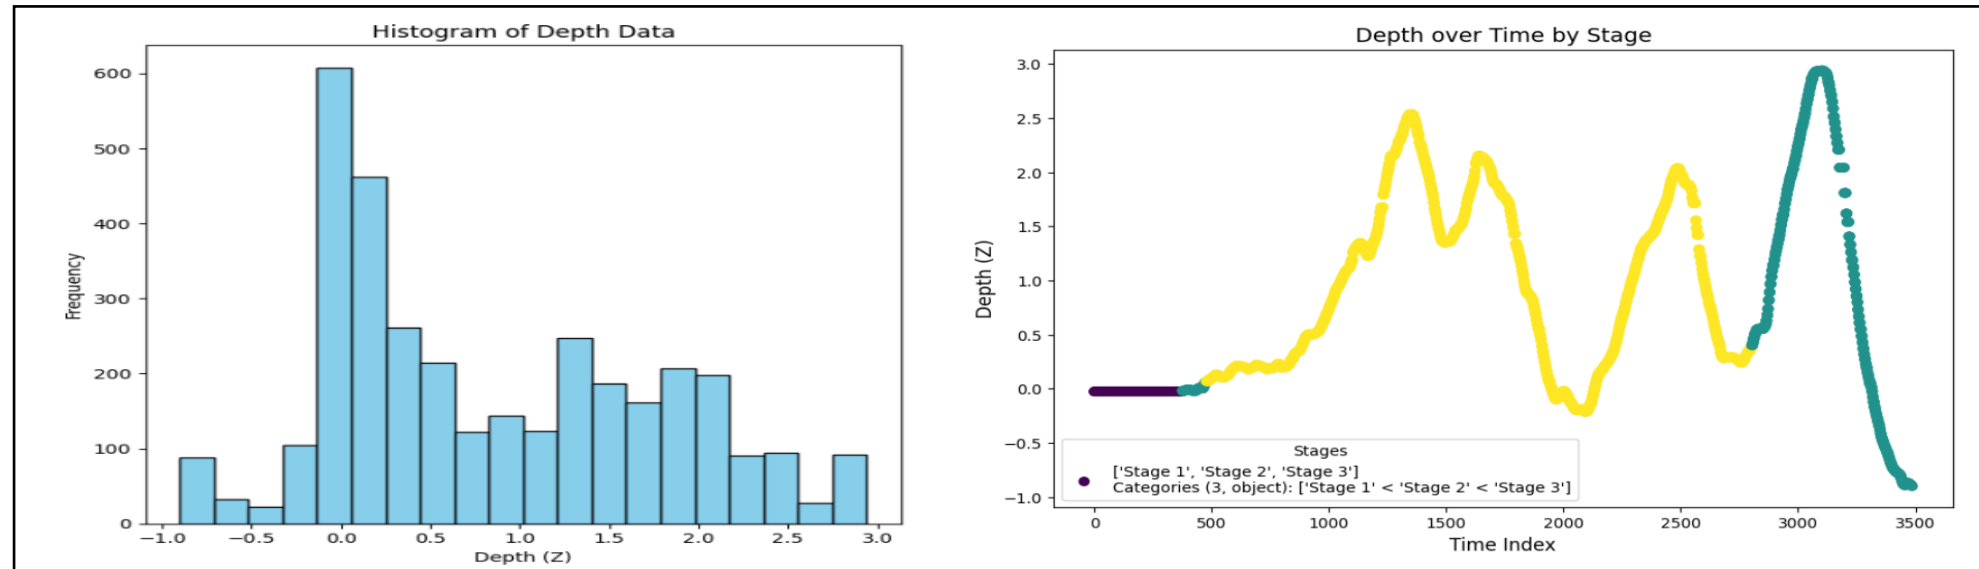 Histogram of Depth Data
600
500
400
300
200
100
0
Frequency
−1.0 −0.5 0.0 0.5 1.0 1.5 2.0 2.5 3.0
Depth (Z)
Depth over Time by Stage
3.0
2.5
2.0
1.5
1.0
0.5
0.0
−0.5
−1.0
Depth (Z)
Stages
['Stage 1', 'Stage 2', 'Stage 3']
Categories (3, object): ['Stage 1' < 'Stage 2' < 'Stage 3']
0 500 1000 1500 2000 2500 3000 3500
Time Index